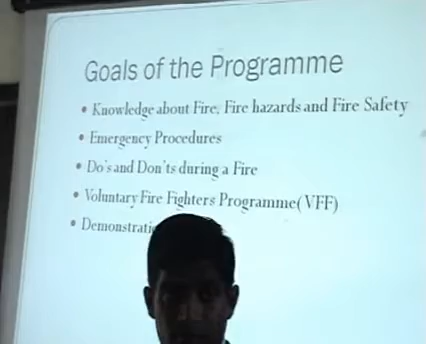 Goals of the Programme
• Knowledge about Fire, Fire hazards and Fire Safety
• Emergency Procedures
• Do's and Don'ts during a Fire
• Voluntary Fire Fighters Programme( VFF)